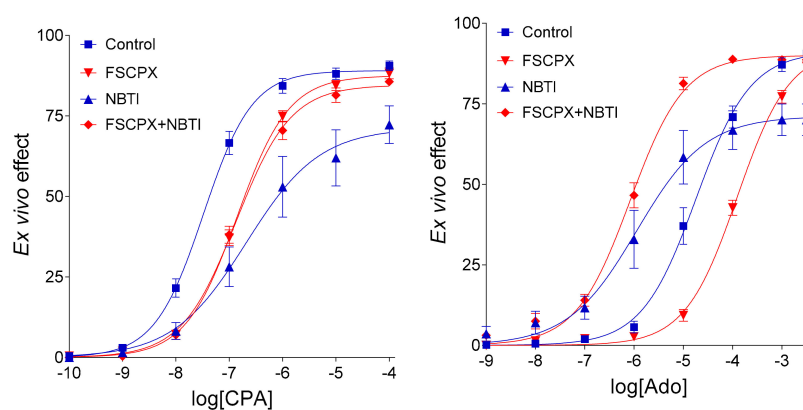 100
75
50
25
0
Ex vivo effect
Control
FSCPX
NBTI
FSCPX+NBTI
-10 -9 -8 -7 -6 -5 -4
log[CPA]
100
75
50
25
0
Ex vivo effect
Control
FSCPX
NBTI
FSCPX+NBTI
-9 -8 -7 -6 -5 -4 -3
log[Ado]